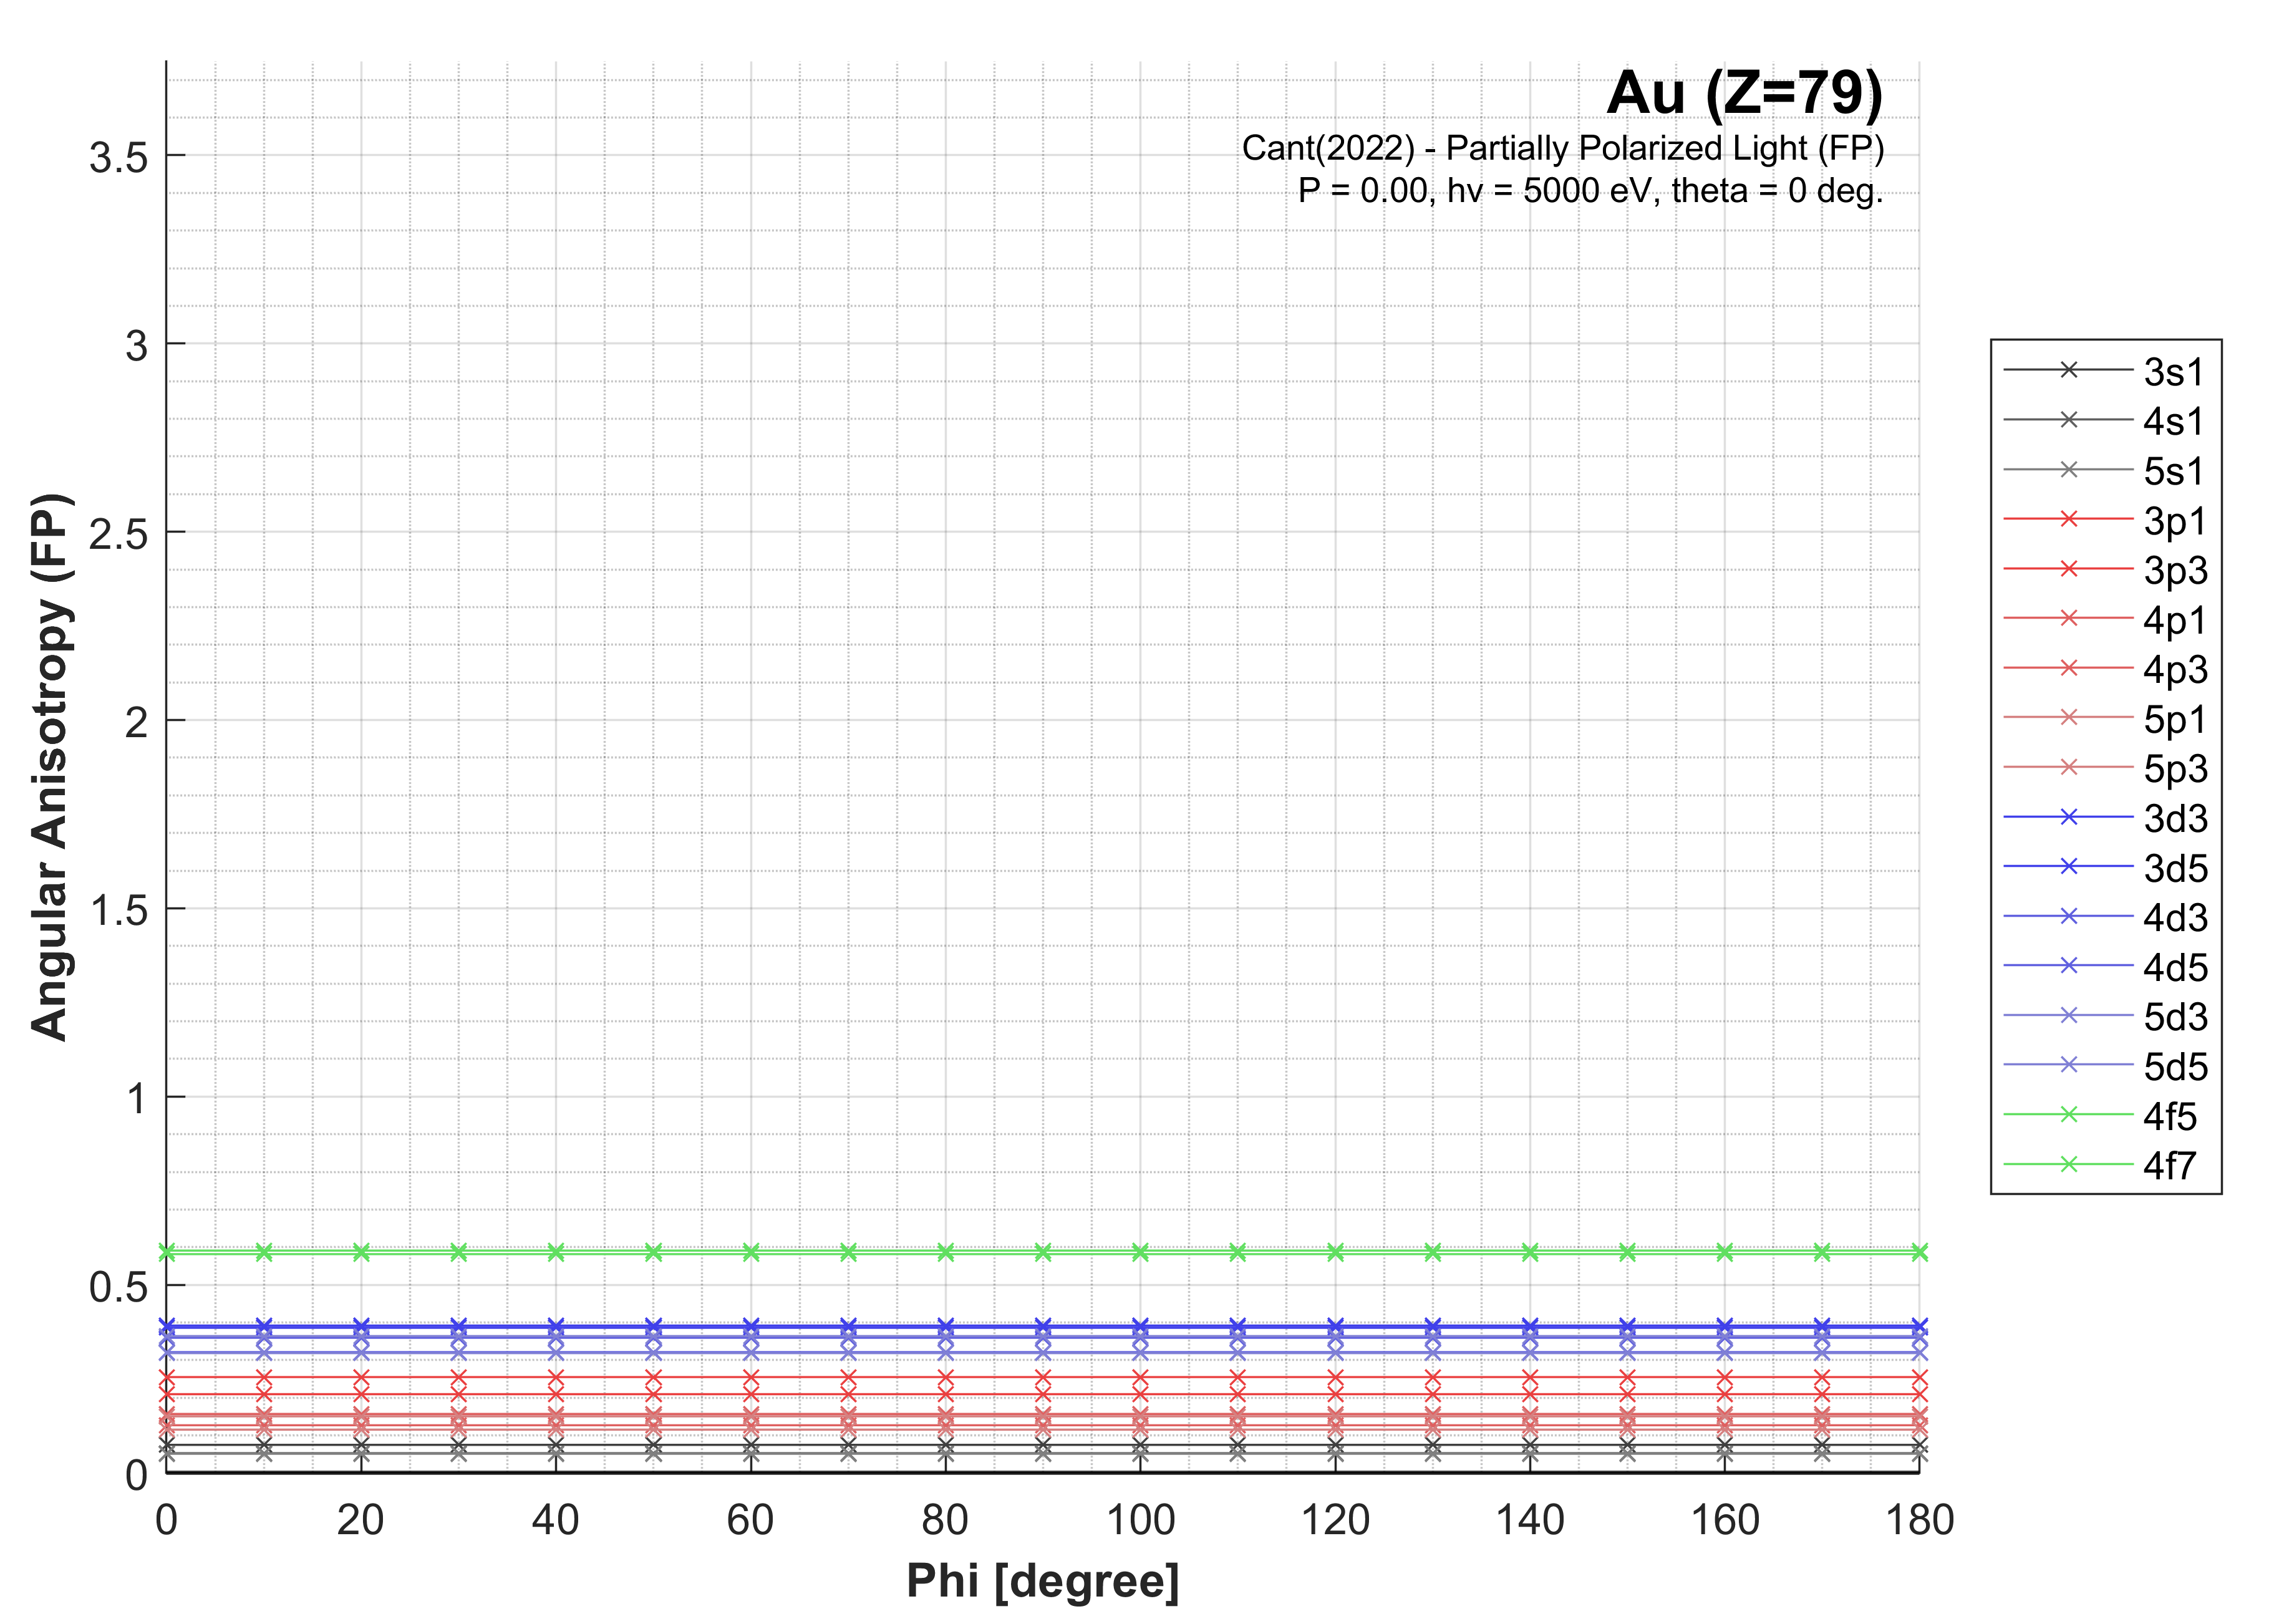 Au (Z=79)
Cant(2022) - Partially Polarized Light (FP)
P = 0.00, hv = 5000 eV, theta = 0 deg.
Angular Anisotropy (FP)
3.5
3
2.5
2
1.5
1
0.5
0
0 20 40 60 80 100 120 140 160 180
Phi [degree]
3s1
4s1
5s1
3p1
3p3
4p1
4p3
5p1
5p3
3d3
3d5
4d3
4d5
5d3
5d5
4f5
4f7